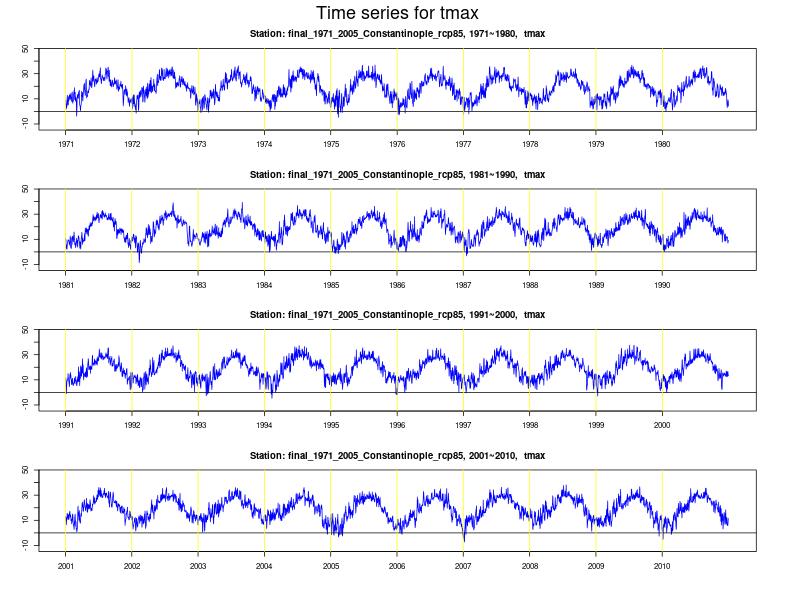 Time series for tmax
Station: final_1971_2005_Constantinople_rcp85, 1971~1980, tmax
50
30
10
-10
1971 1972 1973 1974 1975 1976 1977 1978 1979 1980
Station: final_1971_2005_Constantinople_rcp85, 1981~1990, tmax
50
30
10
-10
1981 1982 1983 1984 1985 1986 1987 1988 1989 1990
Station: final_1971_2005_Constantinople_rcp85, 1991~2000, tmax
50
30
10
-10
1991 1992 1993 1994 1995 1996 1997 1998 1999 2000
Station: final_1971_2005_Constantinople_rcp85, 2001~2010, tmax
50
30
10
-10
2001 2002 2003 2004 2005 2006 2007 2008 2009 2010